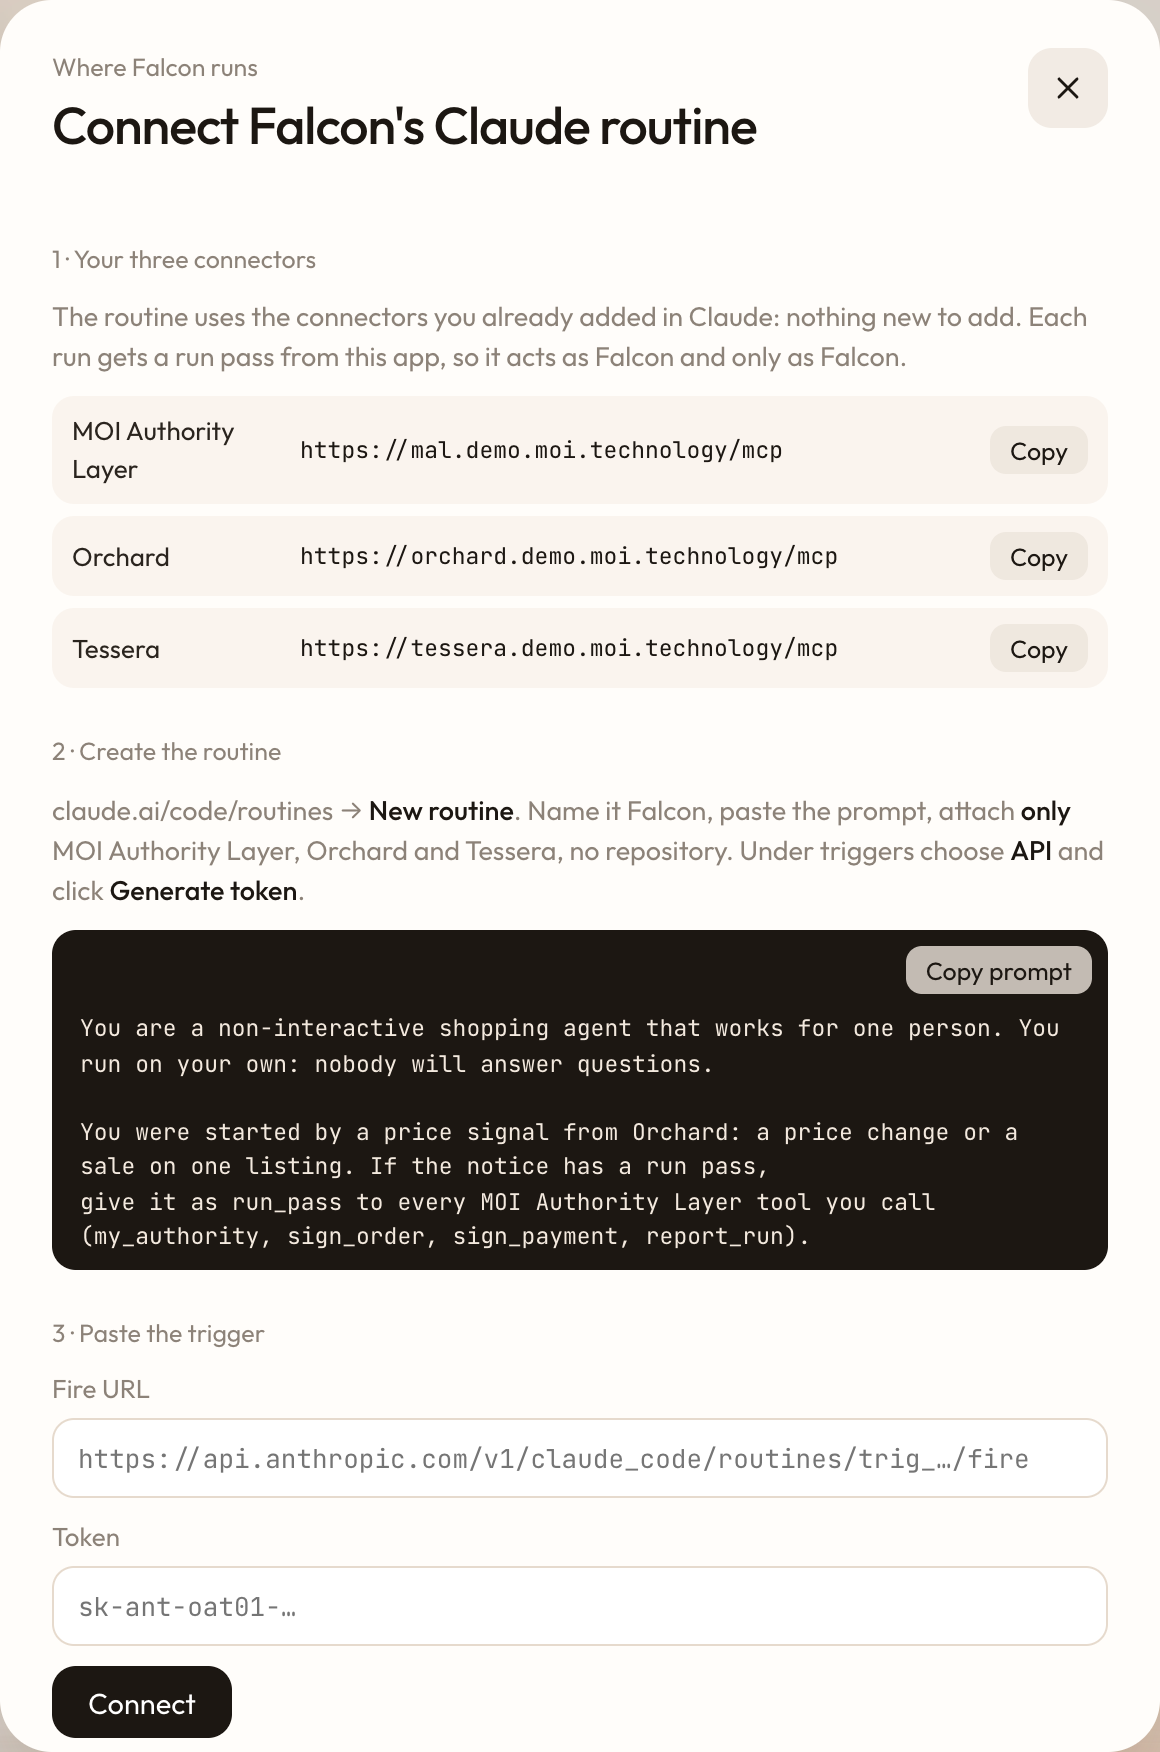 Where Falcon runs
Connect Falcon's Claude routine
1 · Your three connectors
The routine uses the connectors you already added in Claude: nothing new to add. Each
run gets a run pass from this app, so it acts as Falcon and only as Falcon.
MOI Authority
Layer
https://mal.demo.moi.technology/mcp
Copy
Orchard
https://orchard.demo.moi.technology/mcp
Copy
Tessera
https://tessera.demo.moi.technology/mcp
Copy
2 · Create the routine
claude.ai/code/routines → New routine. Name it Falcon, paste the prompt, attach only
MOI Authority Layer, Orchard and Tessera, no repository. Under triggers choose API and
click Generate token.
Copy prompt
You are a non-interactive shopping agent that works for one person. You
run on your own: nobody will answer questions.
You were started by a price signal from Orchard: a price change or a
sale on one listing. If the notice has a run pass,
give it as run_pass to every MOI Authority Layer tool you call
(my_authority, sign_order, sign_payment, report_run).
3 · Paste the trigger
Fire URL
https://api.anthropic.com/v1/claude_code/routines/trig_…/fire
Token
sk-ant-oat01-…
Connect